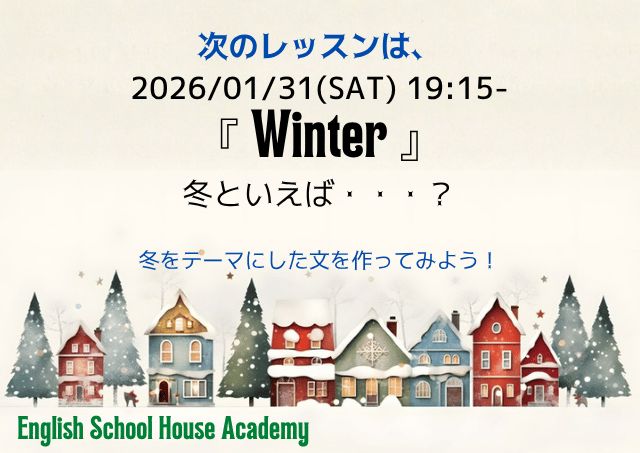 次のレッスンは、
2026/01/31(SAT) 19:15-
『 Winter 』
冬といえば・・・？
冬をテーマにした文を作ってみよう！
English School House Academy